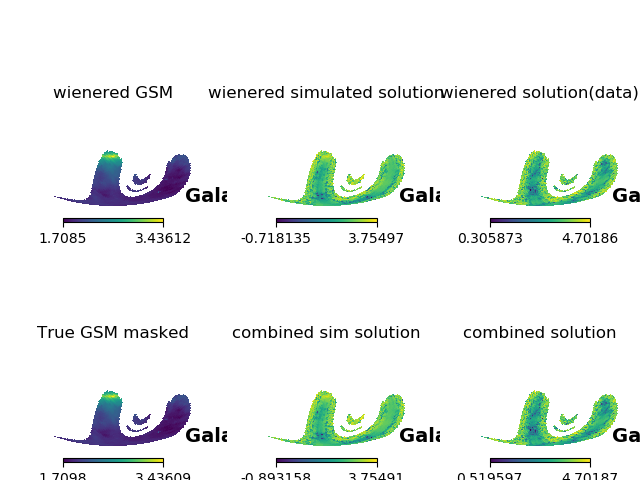 wienered GSM
wienered simulated solution
wienered solution(data)
Gala
Gala
Ga
1.7085 3.43612
-0.718135 3.75497
0.305873 4.70186
True GSM masked
combined sim solution
combined solution
Gala
Gala
Ga
1.7098 3.43609
-0.893158 3.75491
0.519597 4.70187